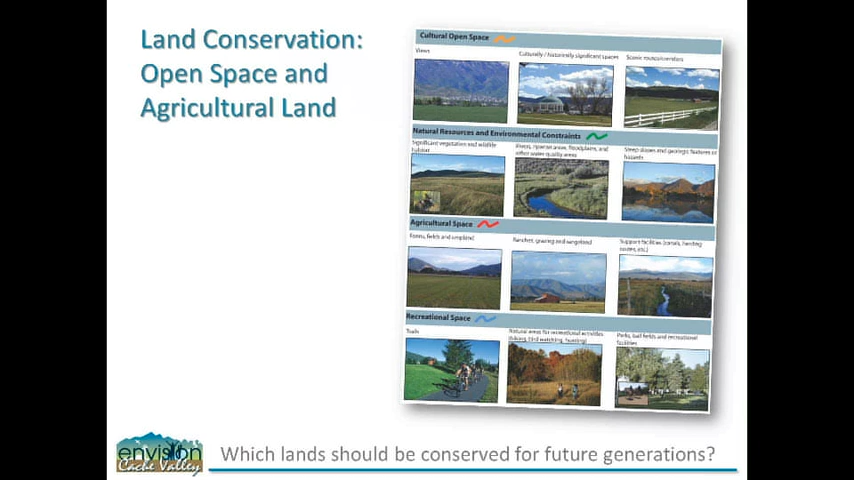 Land Conservation:
Open Space and
Agricultural Land
Cultural Open Space
Views
Culturally / historically significant spaces
Scenic routes/corridors
Natural Resources and Environmental Constraints
Significant vegetation and wildlife
habitat
Rivers, riparian areas, floodplains, and
other water quality areas
Steep slopes and geologic features or
hazards
Agricultural Space
Farms, fields and cropland
Ranches, grazing and rangeland
Support facilities (corrals, hauling
routes, etc.)
Recreational Space
Trails
Natural areas for recreational activities
(hiking, bird watching, hunting)
Parks, ball fields and recreational
facilities
envision
Cache Valley
Which lands should be conserved for future generations?